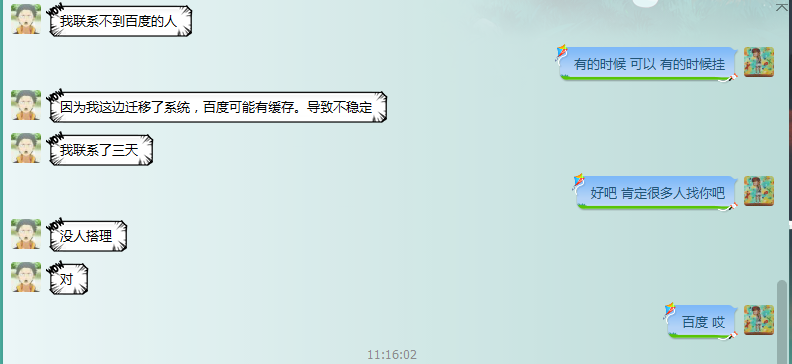 我联系不到百度的人
有的时候 可以 有的时候挂
因为我这边迁移了系统，百度可能有缓存。导致不稳定
我联系了三天
好吧 肯定很多人找你吧
没人搭理
对
百度 哎
11:16:02